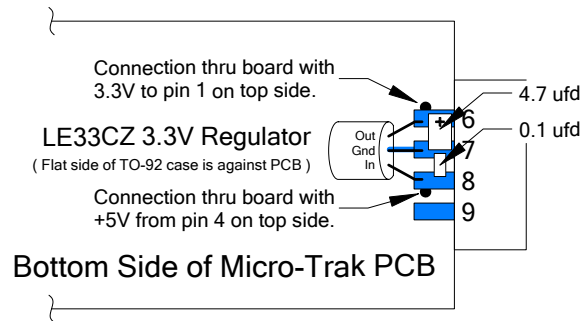 Connection thru board with
3.3V to pin 1 on top side.
4.7 ufd
+
6
0.1 ufd
LE33CZ 3.3V Regulator
Out
7
Gnd
( Flat side of TO-92 case is against PCB )
In
8
Connection thru board with
+5V from pin 4 on top side.
9
Bottom Side of Micro-Trak PCB